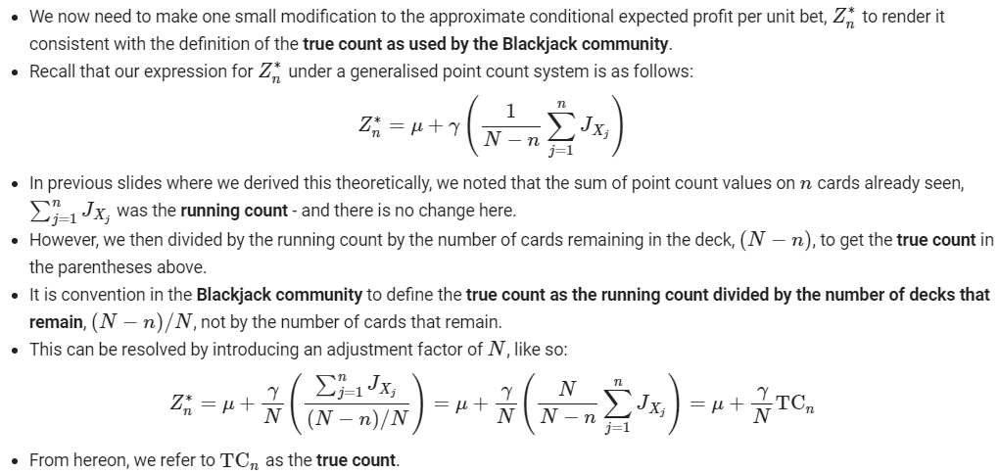 • We now need to make one small modification to the approximate conditional expected profit per unit bet, $Z_n^*$ to render it
consistent with the definition of the true count as used by the Blackjack community.
• Recall that our expression for $Z_n^*$ under a generalised point count system is as follows:
$Z_n^* = \mu + \gamma \left( \frac{1}{N-n} \sum_{j=1}^{n} J_{X_j} \right)$
• In previous slides where we derived this theoretically, we noted that the sum of point count values on $n$ cards already seen,
$\sum_{j=1}^{n} J_{X_j}$ was the running count - and there is no change here.
• However, we then divided by the running count by the number of cards remaining in the deck, $(N-n)$, to get the true count in
the parentheses above.
• It is convention in the Blackjack community to define the true count as the running count divided by the number of decks that
remain, $(N-n)/N$, not by the number of cards that remain.
• This can be resolved by introducing an adjustment factor of $N$, like so:
$Z_n^* = \mu + \frac{\gamma}{N} \left( \frac{\sum_{j=1}^{n} J_{X_j}}{(N-n)/N} \right) = \mu + \frac{\gamma}{N} \left( \frac{N}{N-n} \sum_{j=1}^{n} J_{X_j} \right) = \mu + \frac{\gamma}{N} \mathrm{TC}_n$
• From hereon, we refer to $\mathrm{TC}_n$ as the true count.